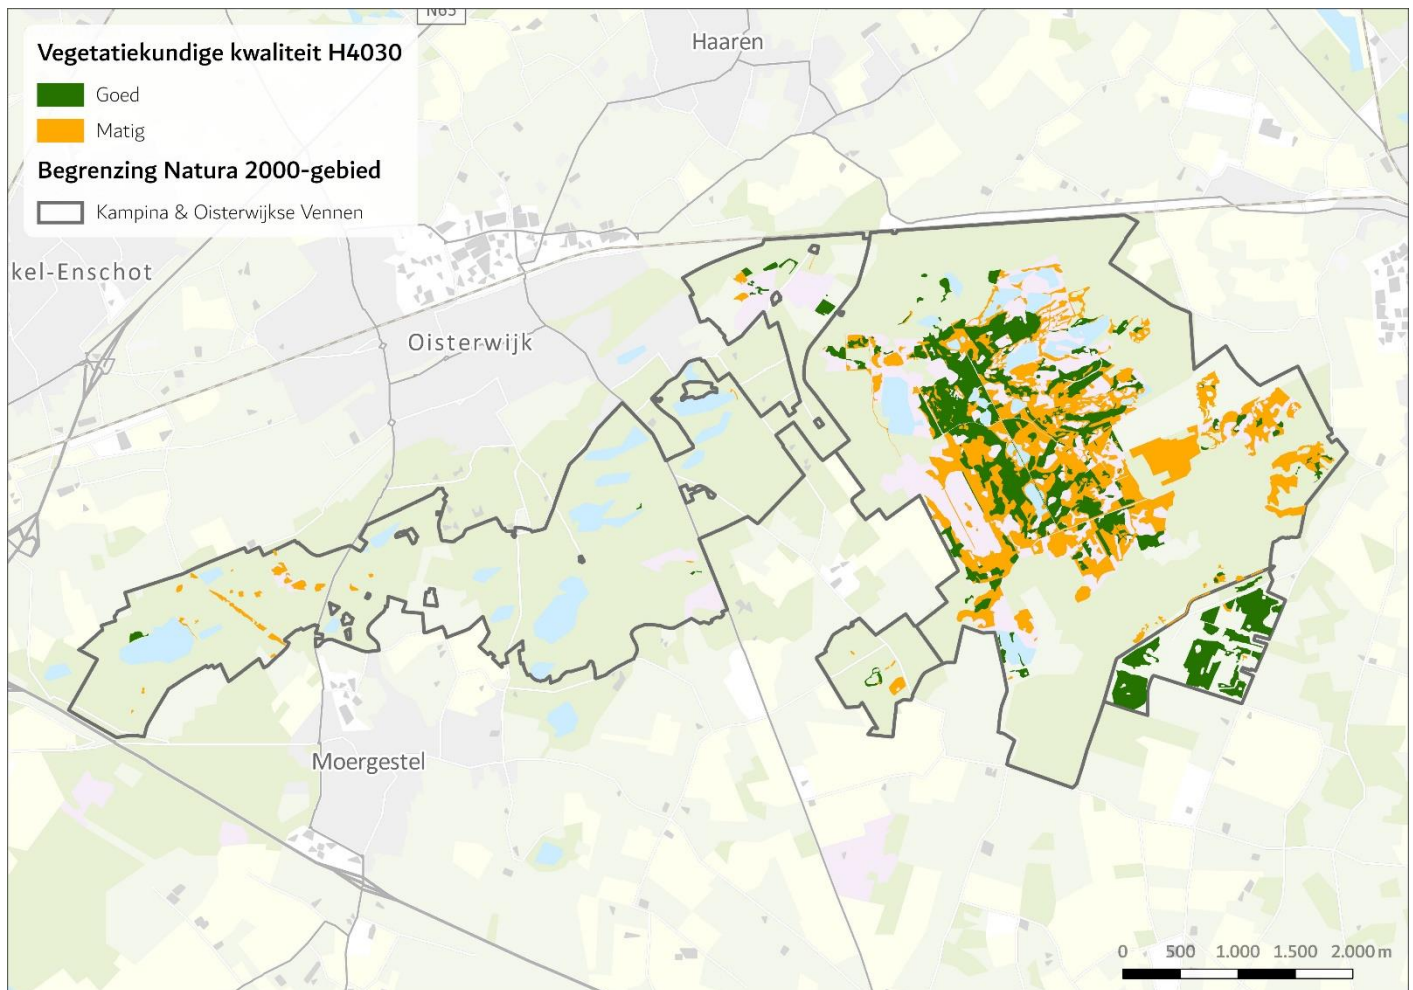 N65
Haaren
Vegetatiekundige kwaliteit H4030
Goed
Matig
Begrenzing Natura 2000-gebied
Kampina & Oisterwijkse Vennen
kel-Enschot
Oisterwijk
Moergestel
0 500 1.000 1.500 2.000 m